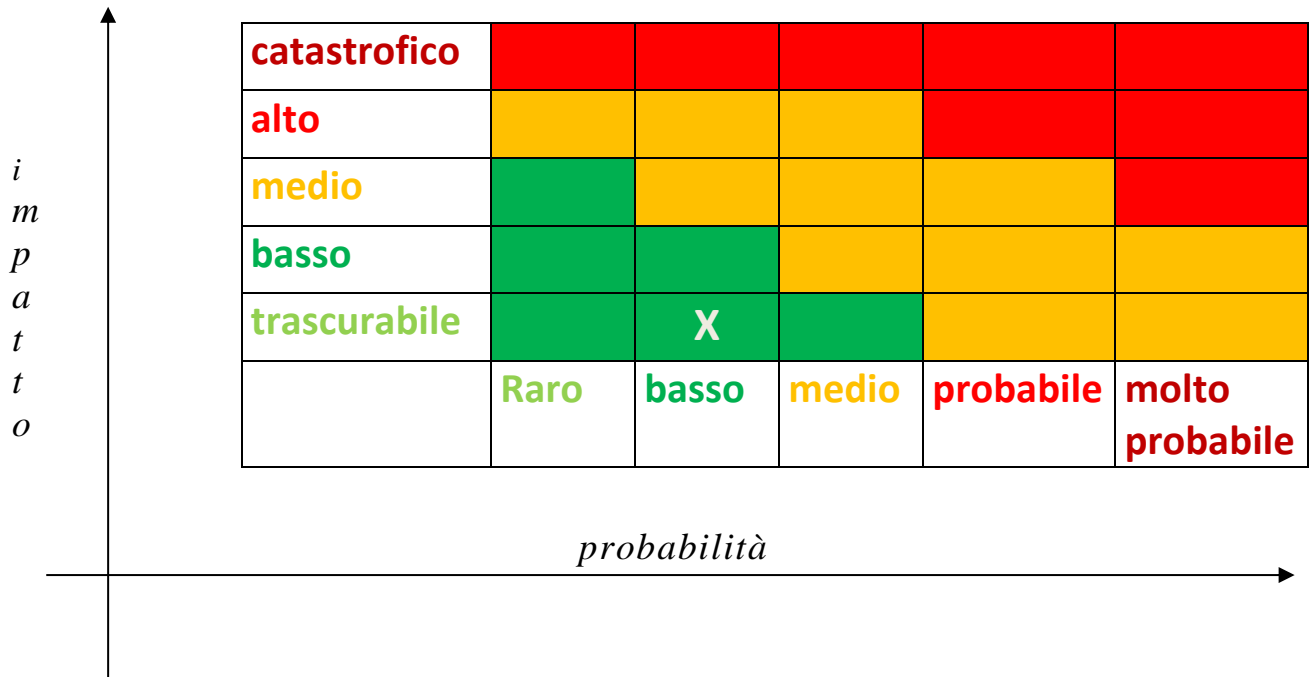 catastrofico
alto
medio
basso
trascurabile X
Raro basso medio probabile molto
probabile
i
m
p
a
t
t
o
probabilità